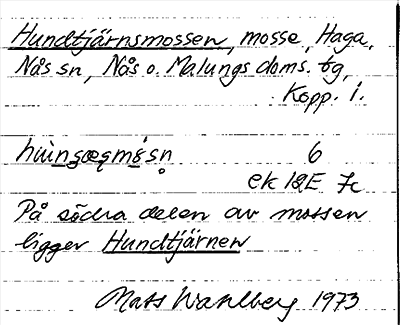 Hundtjärnsmossen, mosse, Haga,
Nås sn, Nås o. Malungs doms. tg,
Kopp. l.
6
ek 12E 7c
På södra delen av mossen
ligger Hundtjärnen
Mats Wahlberg 1973